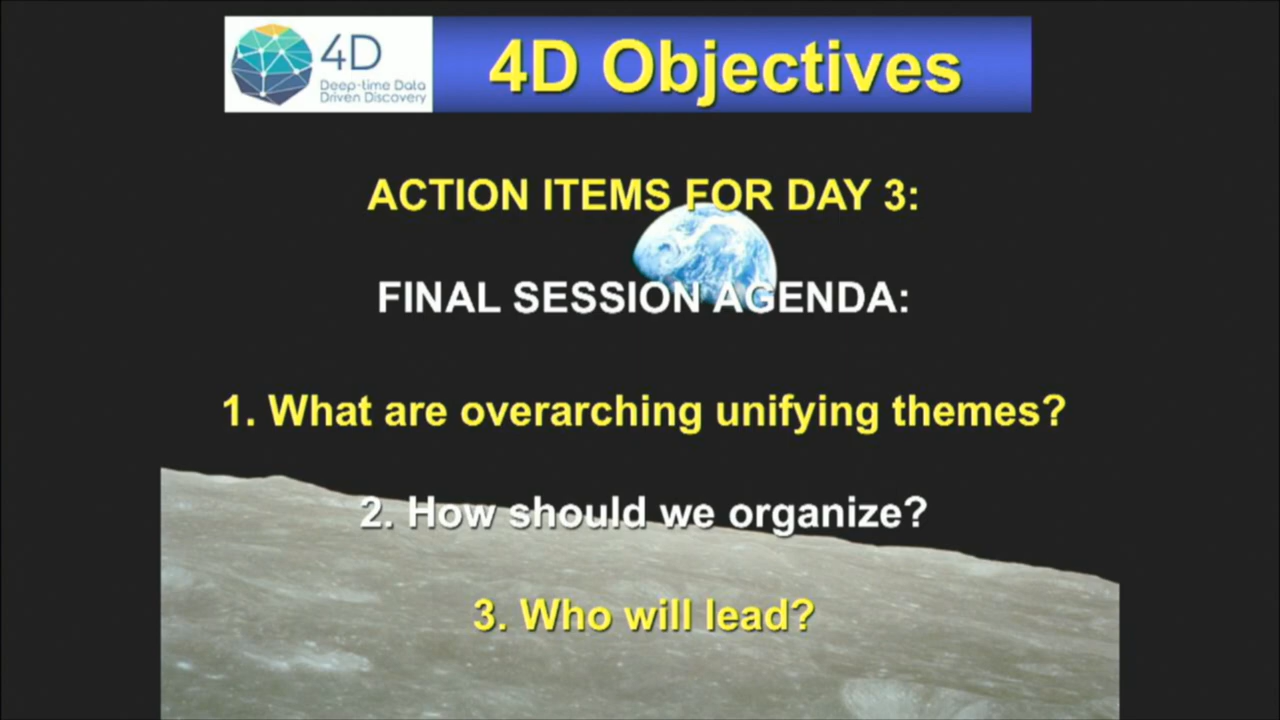 4D
Deep-time Data
Driven Discovery
4D Objectives
ACTION ITEMS FOR DAY 3:
FINAL SESSION AGENDA:
1. What are overarching unifying themes?
2. How should we organize?
3. Who will lead?